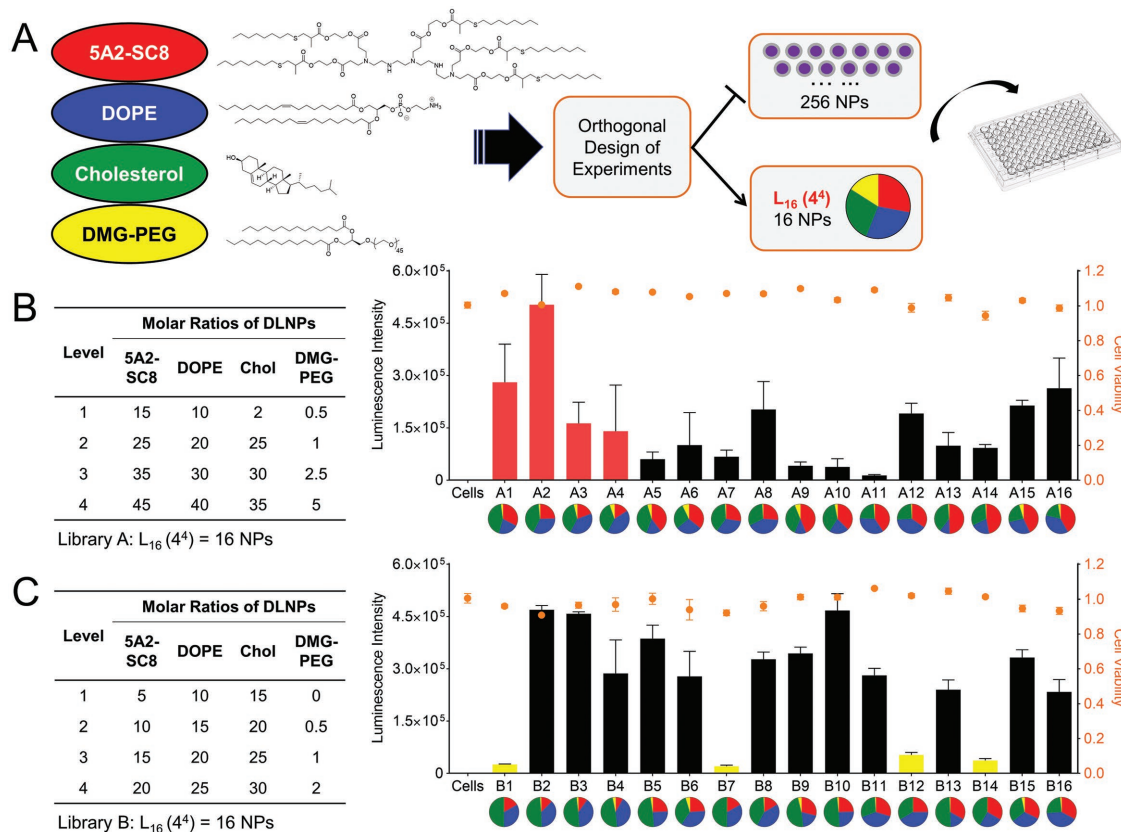 A
5A2-SC8
DOPE
Cholesterol
DMG-PEG
HO
H
H
H
S
O
N
NH
HN
NH₃
P
45
Orthogonal
Design of
Experiments
... ...
256 NPs
L₁₆ (4⁴)
16 NPs
B
Molar Ratios of DLNPs
Level 5A2-SC8 DOPE Chol DMG-PEG
1 15 10 2 0.5
2 25 20 25 1
3 35 30 30 2.5
4 45 40 35 5
Library A: L₁₆ (4⁴) = 16 NPs
Luminescence Intensity
6.0×10⁵
4.5×10⁵
3.0×10⁵
1.5×10⁵
0
Cells A1 A2 A3 A4 A5 A6 A7 A8 A9 A10 A11 A12 A13 A14 A15 A16
1.2
1.0
0.8
0.6
0.4
0.2
0.0
Cell Viability
C
Molar Ratios of DLNPs
Level 5A2-SC8 DOPE Chol DMG-PEG
1 5 10 15 0
2 10 15 20 0.5
3 15 20 25 1
4 20 25 30 2
Library B: L₁₆ (4⁴) = 16 NPs
Luminescence Intensity
6.0×10⁵
4.5×10⁵
3.0×10⁵
1.5×10⁵
0
Cells B1 B2 B3 B4 B5 B6 B7 B8 B9 B10 B11 B12 B13 B14 B15 B16
1.2
1.0
0.8
0.6
0.4
0.2
0.0
Cell Viability